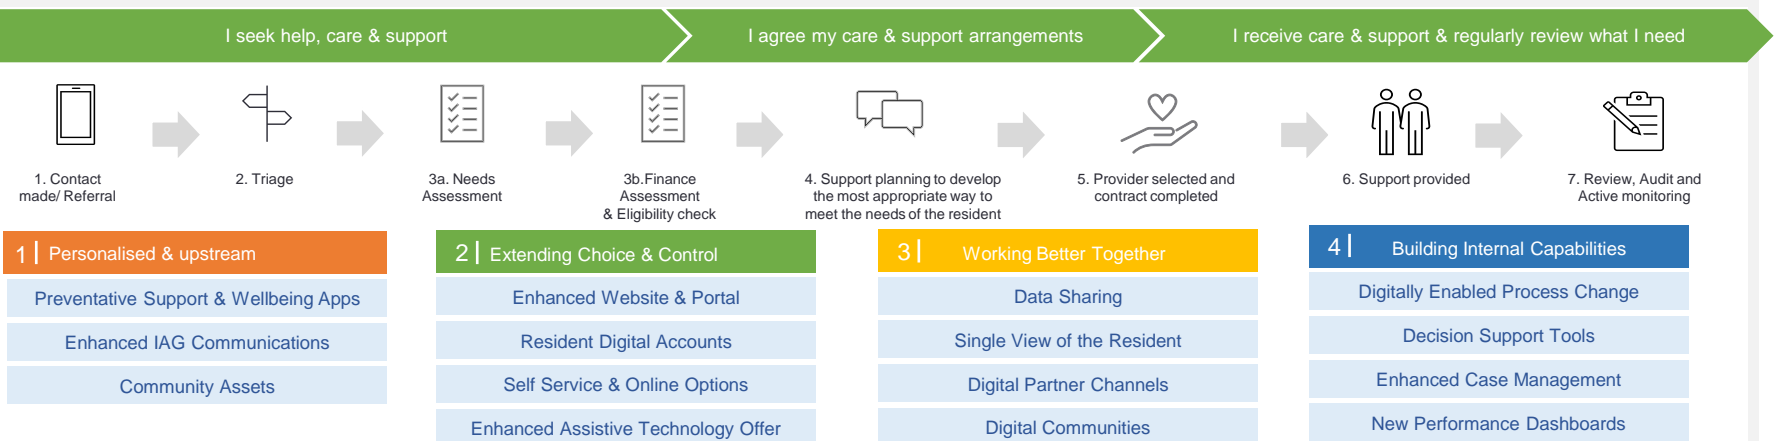 I seek help, care & support
I agree my care & support arrangements
I receive care & support & regularly review what I need
1. Contact
made/ Referral
2. Triage
3a. Needs
Assessment
3b.Finance
Assessment
& Eligibility check
4. Support planning to develop
the most appropriate way to
meet the needs of the resident
5. Provider selected and
contract completed
6. Support provided
7. Review, Audit and
Active monitoring
1 | Personalised & upstream
Preventative Support & Wellbeing Apps
Enhanced IAG Communications
Community Assets
2 | Extending Choice & Control
Enhanced Website & Portal
Resident Digital Accounts
Self Service & Online Options
Enhanced Assistive Technology Offer
3 | Working Better Together
Data Sharing
Single View of the Resident
Digital Partner Channels
Digital Communities
4 | Building Internal Capabilities
Digitally Enabled Process Change
Decision Support Tools
Enhanced Case Management
New Performance Dashboards